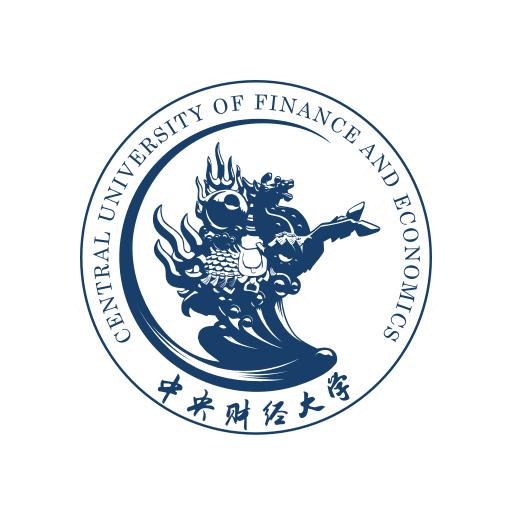 CENTRAL UNIVERSITY OF FINANCE AND ECONOMICS
中央财经大学